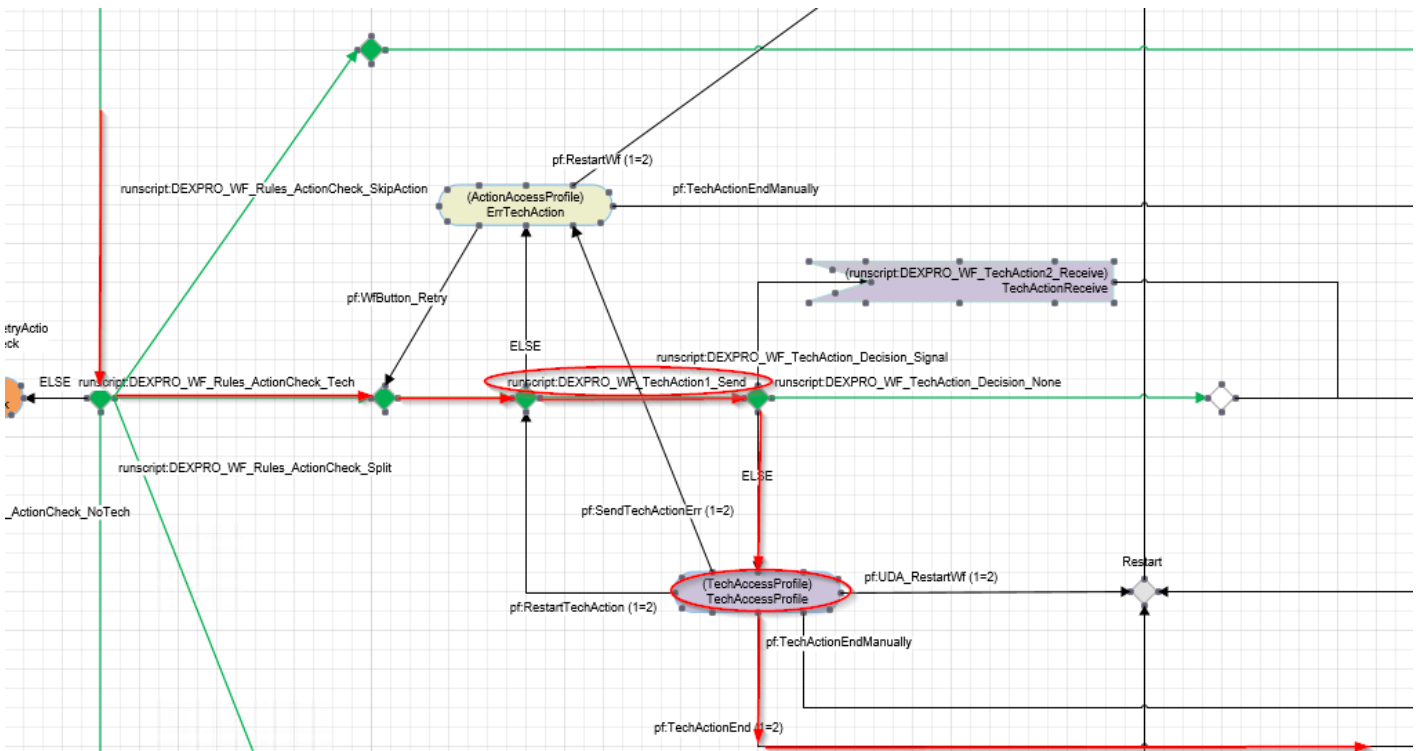 pf:RestartWf (1=2)
runscript:DEXPRO_WF_Rules_ActionCheck_SkipAction
pf:TechActionEndManually
(ActionAccessProfile)
ErrTechAction
(runscript:DEXPRO_WF_TechAction2_Receive)
TechActionReceive
pf:WfButton_Retry
etryActio
ck
ELSE
runscript:DEXPRO_WF_TechAction_Decision_Signal
ELSE
runscript:DEXPRO_WF_Rules_ActionCheck_Tech
runscript:DEXPRO_WF_TechAction1_Send
runscript:DEXPRO_WF_TechAction_Decision_None
runscript:DEXPRO_WF_Rules_ActionCheck_Split
ELSE
_ActionCheck_NoTech
pf:SendTechActionErr (1=2)
Restart
(TechAccessProfile)
TechAccessProfile
pf:UDA_RestartWf (1=2)
pf:RestartTechAction (1=2)
pf:TechActionEndManually
pf:TechActionEnd (1=2)